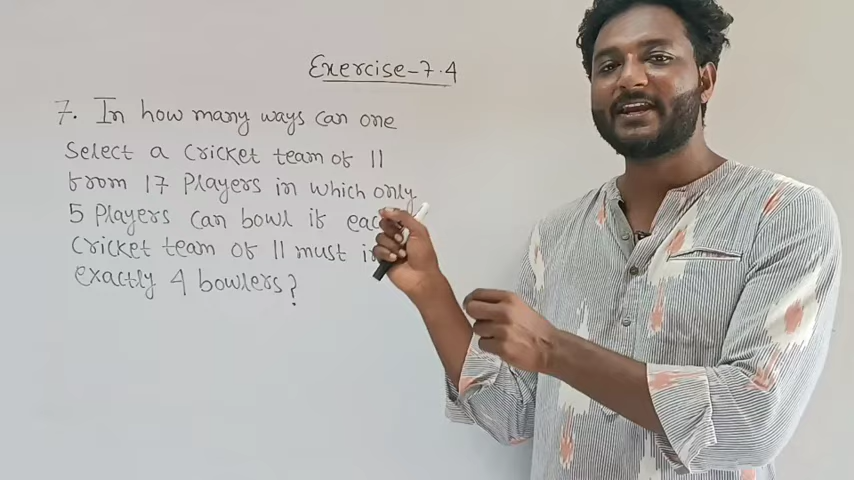 Exercise-7.4
7. In how many ways can one
Select a cricket team of 11
from 17 Players in which only
5 Players can bowl if each
Cricket team of 11 must
exactly 4 bowlers?